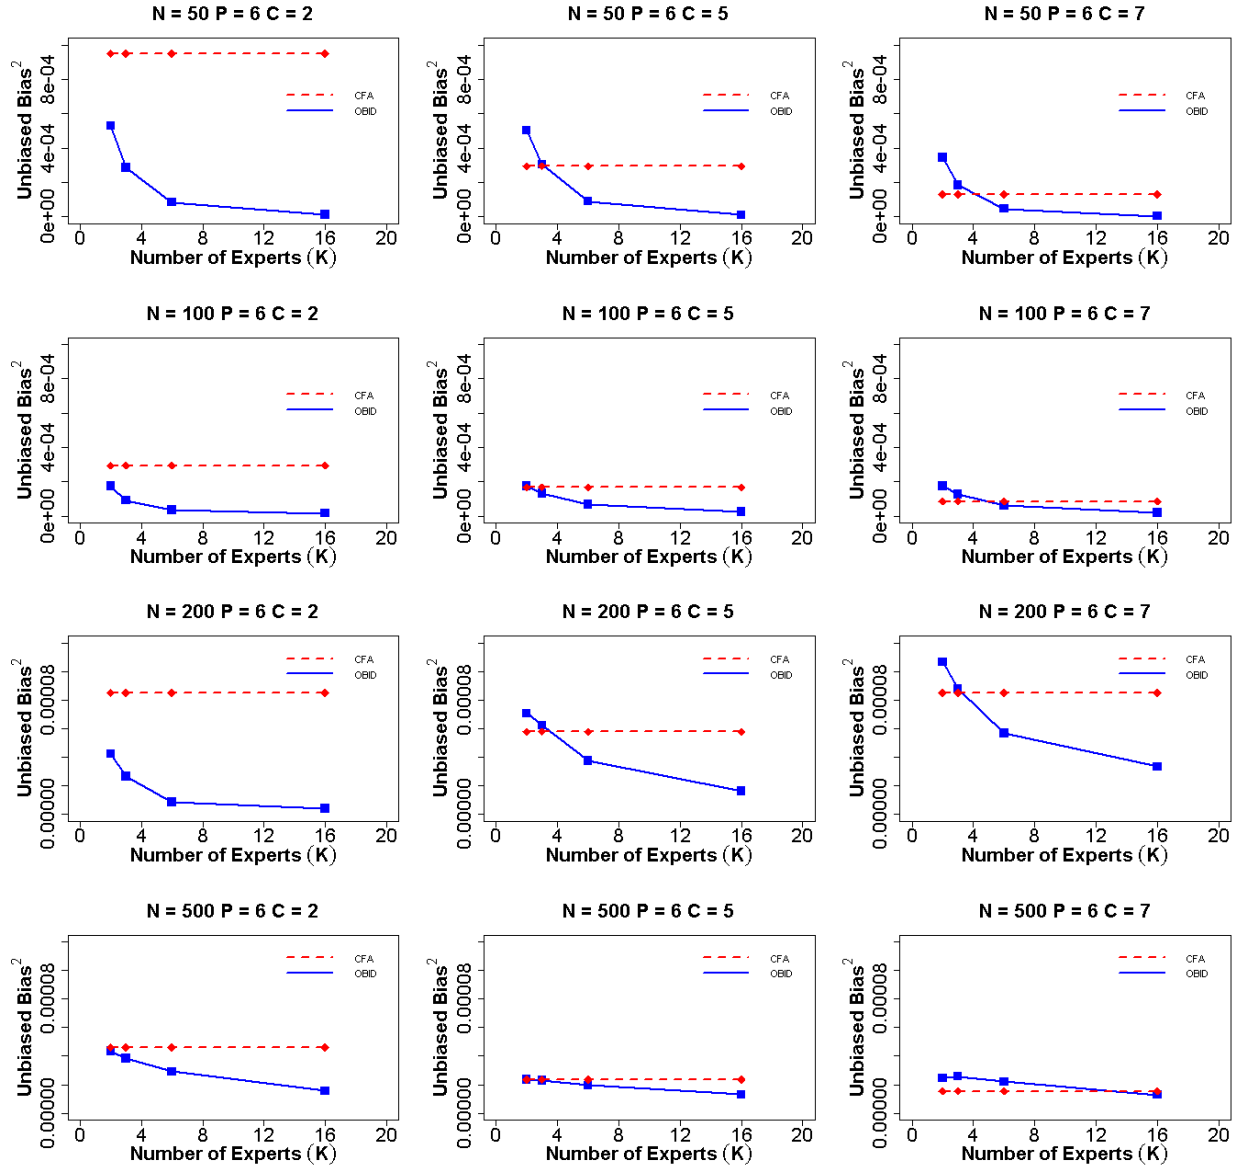 N = 50 P = 6 C = 2
Unbiased Bias²
0e+00 4e-04 8e-04
CFA
OBID
0 4 8 12 16 20
Number of Experts (K)
N = 50 P = 6 C = 5
Unbiased Bias²
0e+00 4e-04 8e-04
CFA
OBID
0 4 8 12 16 20
Number of Experts (K)
N = 50 P = 6 C = 7
Unbiased Bias²
0e+00 4e-04 8e-04
CFA
OBID
0 4 8 12 16 20
Number of Experts (K)
N = 100 P = 6 C = 2
Unbiased Bias²
0e+00 4e-04 8e-04
CFA
OBID
0 4 8 12 16 20
Number of Experts (K)
N = 100 P = 6 C = 5
Unbiased Bias²
0e+00 4e-04 8e-04
CFA
OBID
0 4 8 12 16 20
Number of Experts (K)
N = 100 P = 6 C = 7
Unbiased Bias²
0e+00 4e-04 8e-04
CFA
OBID
0 4 8 12 16 20
Number of Experts (K)
N = 200 P = 6 C = 2
Unbiased Bias²
0.00000 0.00008
CFA
OBID
0 4 8 12 16 20
Number of Experts (K)
N = 200 P = 6 C = 5
Unbiased Bias²
0.00000 0.00008
CFA
OBID
0 4 8 12 16 20
Number of Experts (K)
N = 200 P = 6 C = 7
Unbiased Bias²
0.00000 0.00008
CFA
OBID
0 4 8 12 16 20
Number of Experts (K)
N = 500 P = 6 C = 2
Unbiased Bias²
0.00000 0.00008
CFA
OBID
0 4 8 12 16 20
Number of Experts (K)
N = 500 P = 6 C = 5
Unbiased Bias²
0.00000 0.00008
CFA
OBID
0 4 8 12 16 20
Number of Experts (K)
N = 500 P = 6 C = 7
Unbiased Bias²
0.00000 0.00008
CFA
OBID
0 4 8 12 16 20
Number of Experts (K)